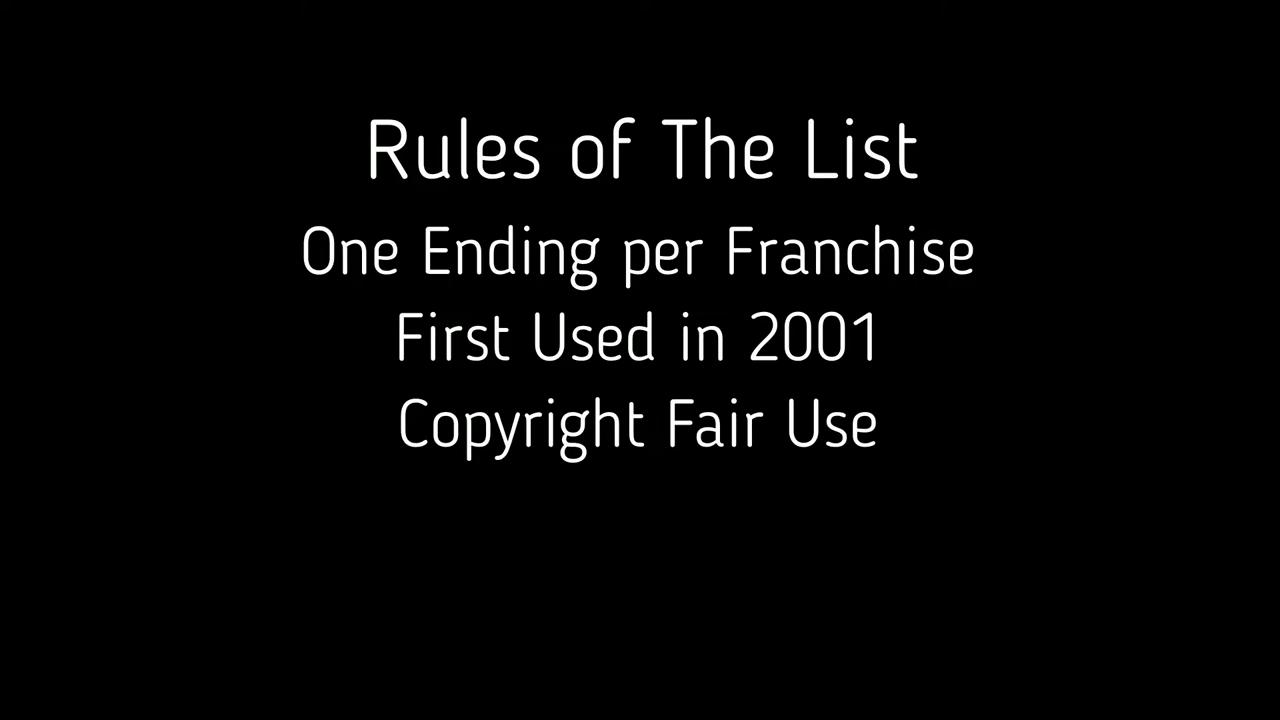 Rules of The List
One Ending per Franchise
First Used in 2001
Copyright Fair Use